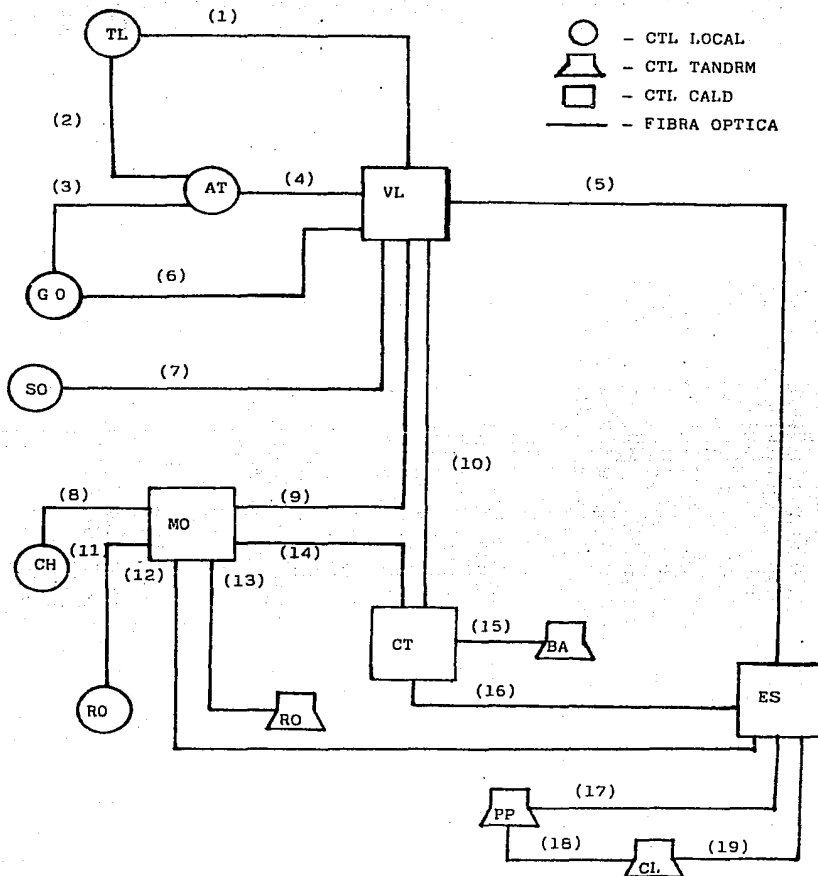 (1)
TL
- CTL LOCAL
- CTL TANDRM
- CTL CALD
- FIBRA OPTICA
(2)
(3)
AT
(4)
VL
(5)
GO
(6)
SO
(7)
(10)
(8)
MO
(9)
(11)
(14)
CH
(12)
(13)
CT
(15)
BA
RO
RO
(16)
ES
PP
(17)
(18)
CL
(19)